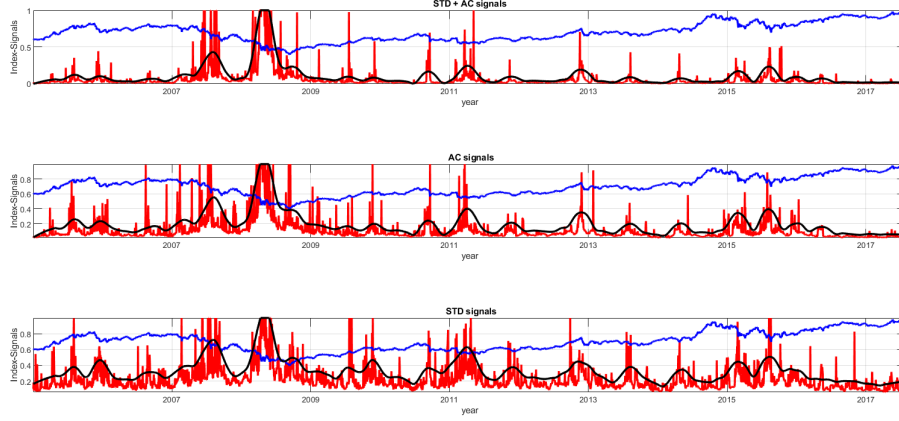 STD + AC signals
1
0.5
0
Index-Signals
2007 2009 2011 2013 2015 2017
year
AC signals
0.8
0.6
0.4
0.2
Index-Signals
2007 2009 2011 2013 2015 2017
year
STD signals
0.8
0.6
0.4
0.2
Index-Signals
2007 2009 2011 2013 2015 2017
year